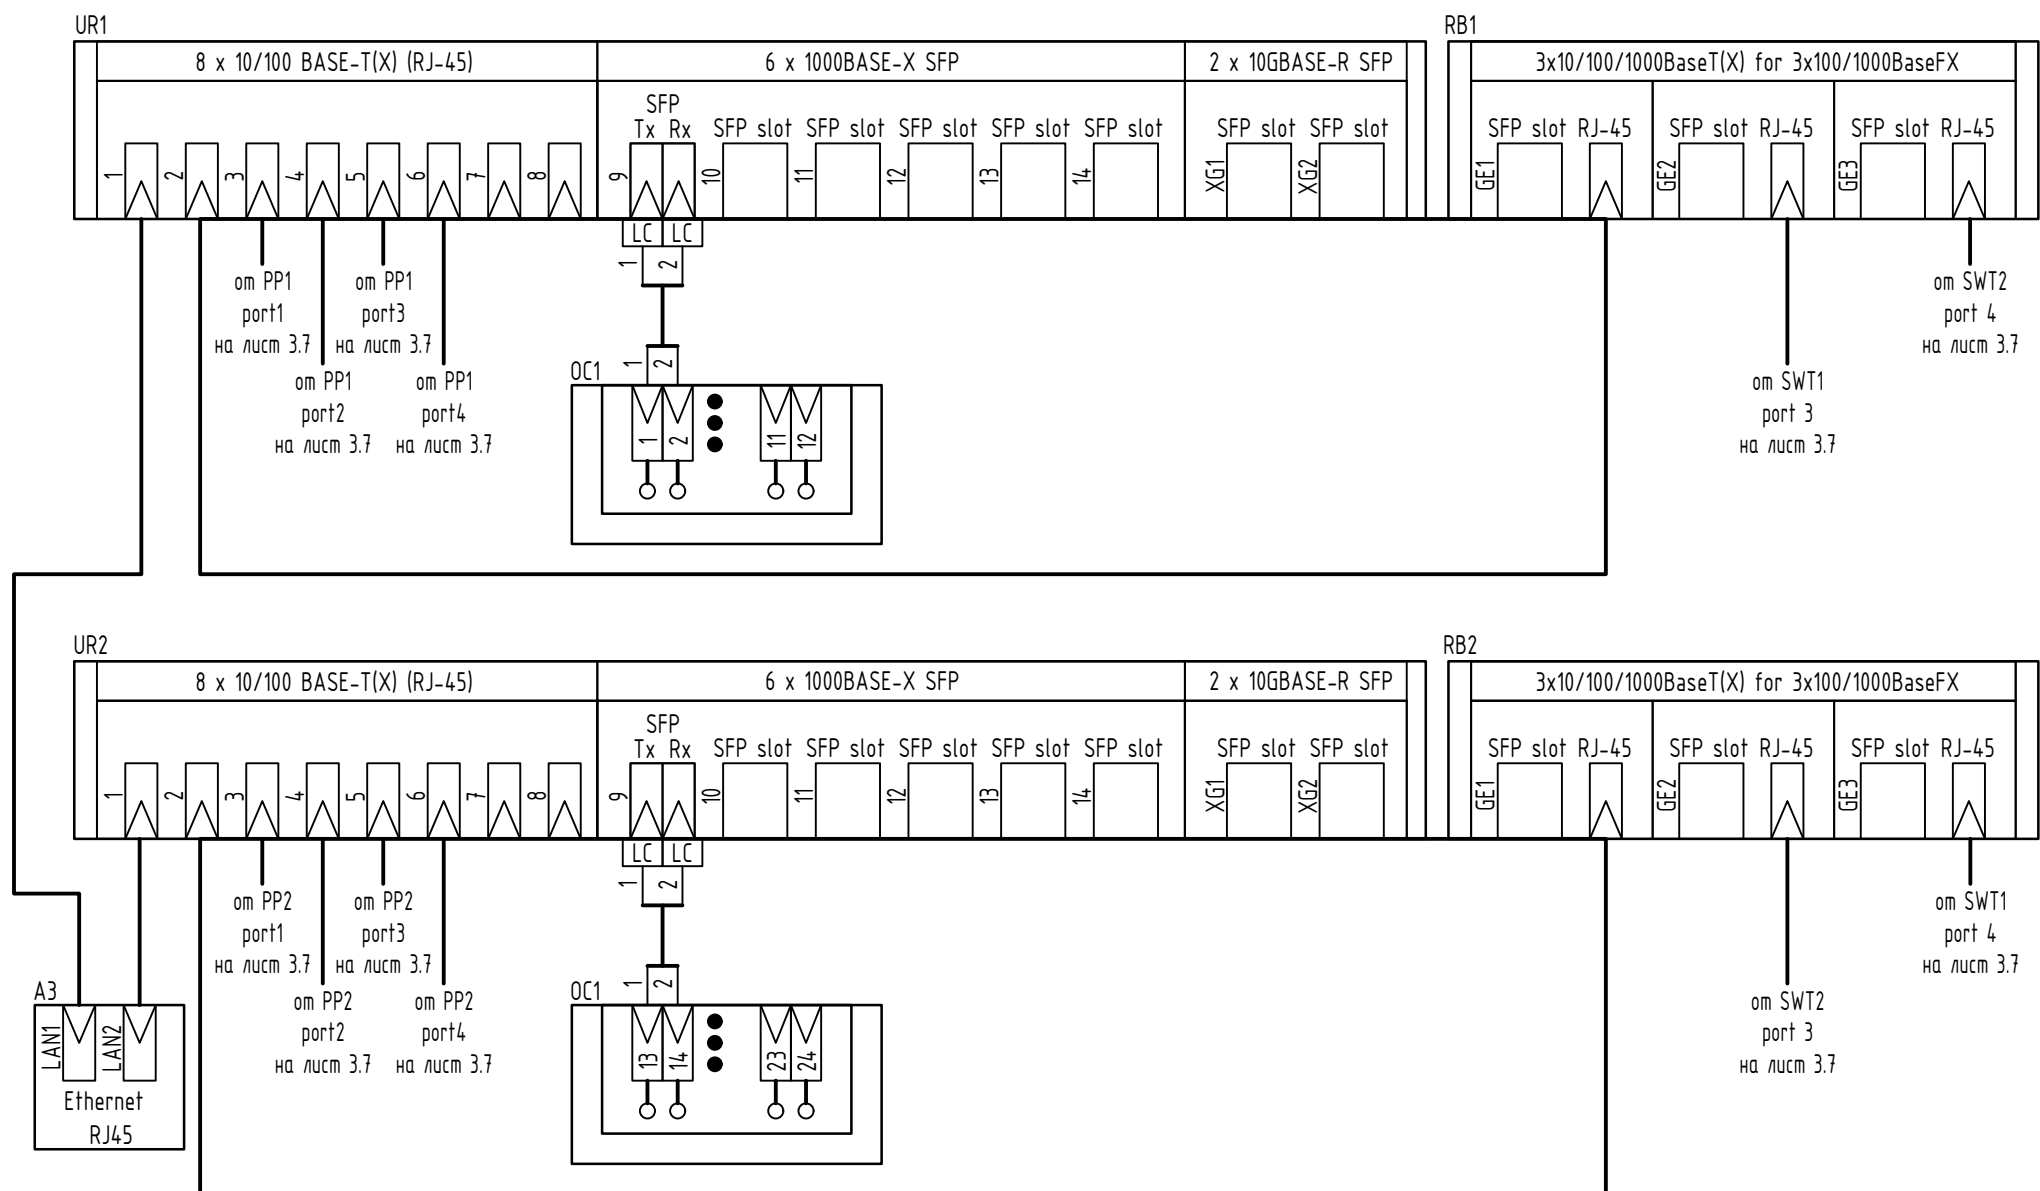 UR1
RB1
8 x 10/100 BASE-T(X) (RJ-45)
6 x 1000BASE-X SFP
2 x 10GBASE-R SFP
3x10/100/1000BaseT(X) for 3x100/1000BaseFX
SFP
Tx Rx SFP slot SFP slot SFP slot SFP slot SFP slot
SFP slot SFP slot
SFP slot RJ-45 SFP slot RJ-45 SFP slot RJ-45
1 2 3 4 5 6 7 8 9 10 11 12 13 14 XG1 XG2 GE1 GE2 GE3
LC LC
1 2
от PP1
port1
на лист 3.7
от PP1
port3
на лист 3.7
от SWT2
port 4
на лист 3.7
от PP1
port2
на лист 3.7
от PP1
port4
на лист 3.7
от SWT1
port 3
на лист 3.7
1 2
OC1
1 2 11 12
UR2
RB2
8 x 10/100 BASE-T(X) (RJ-45)
6 x 1000BASE-X SFP
2 x 10GBASE-R SFP
3x10/100/1000BaseT(X) for 3x100/1000BaseFX
SFP
Tx Rx SFP slot SFP slot SFP slot SFP slot SFP slot
SFP slot SFP slot
SFP slot RJ-45 SFP slot RJ-45 SFP slot RJ-45
1 2 3 4 5 6 7 8 9 10 11 12 13 14 XG1 XG2 GE1 GE2 GE3
LC LC
1 2
от PP2
port1
на лист 3.7
от PP2
port3
на лист 3.7
от SWT1
port 4
на лист 3.7
от PP2
port2
на лист 3.7
от PP2
port4
на лист 3.7
от SWT2
port 3
на лист 3.7
1 2
A3
LAN1 LAN2
Ethernet
RJ45
OC1
13 14 23 24